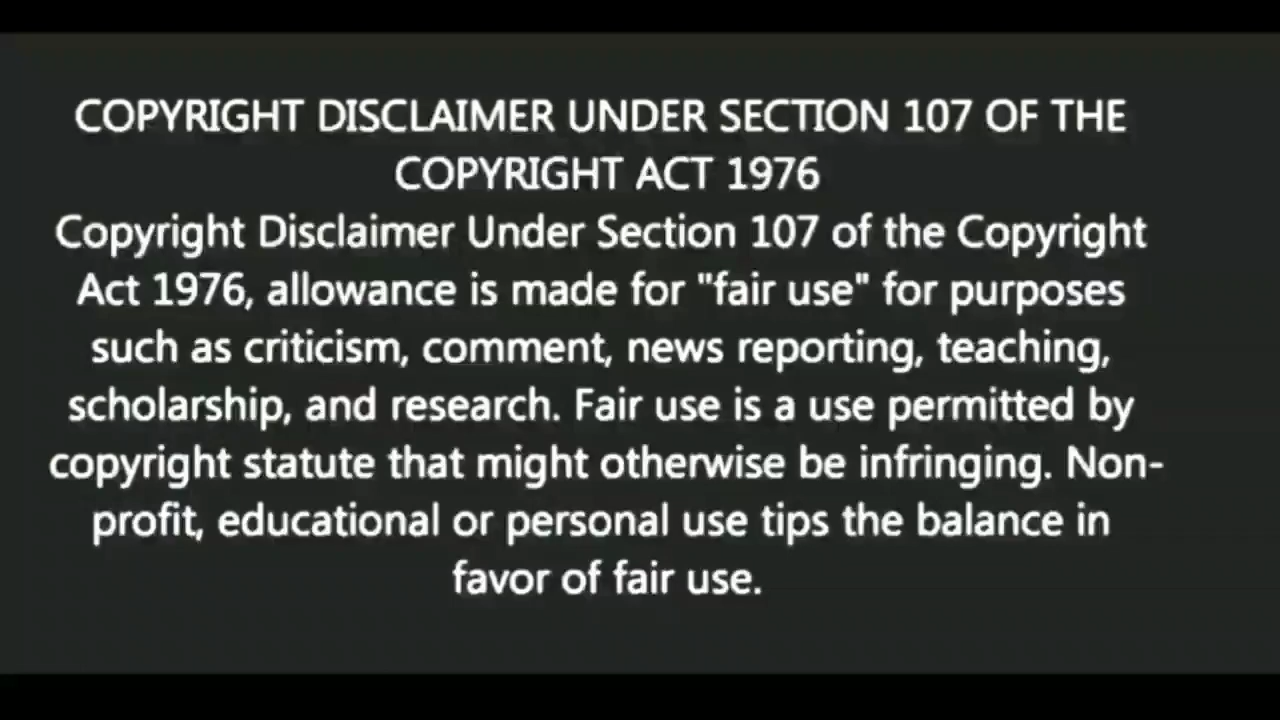 COPYRIGHT DISCLAIMER UNDER SECTION 107 OF THE
COPYRIGHT ACT 1976
Copyright Disclaimer Under Section 107 of the Copyright
Act 1976, allowance is made for "fair use" for purposes
such as criticism, comment, news reporting, teaching,
scholarship, and research. Fair use is a use permitted by
copyright statute that might otherwise be infringing. Non-
profit, educational or personal use tips the balance in
favor of fair use.